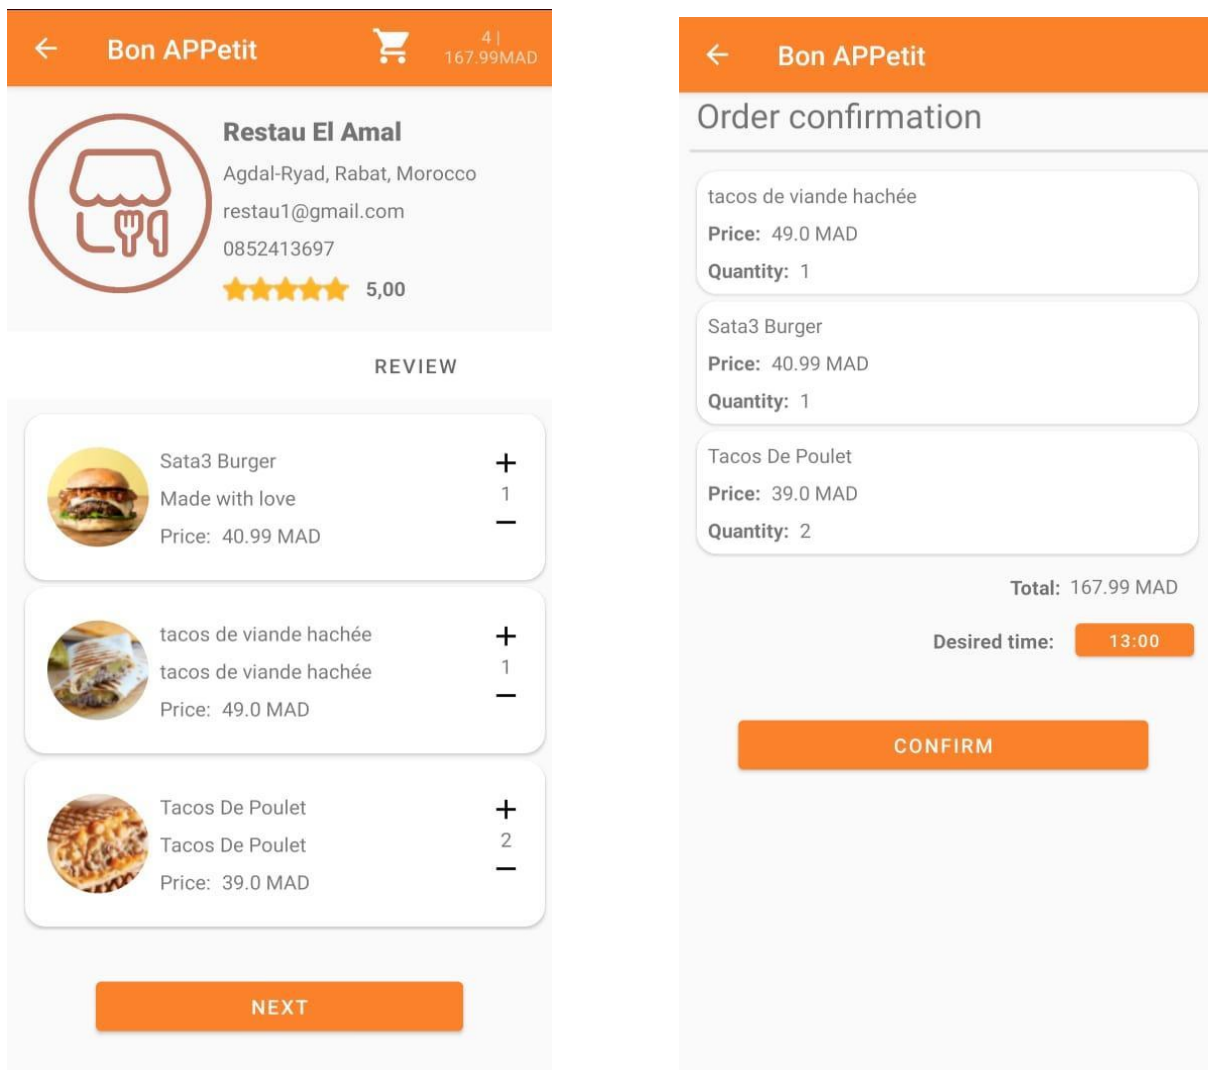 Bon APPetit
4 |
167.99MAD
Restau El Amal
Agdal-Ryad, Rabat, Morocco
restau1@gmail.com
0852413697
5,00
REVIEW
Sata3 Burger
Made with love
Price: 40.99 MAD
+
1
−
tacos de viande hachée
tacos de viande hachée
Price: 49.0 MAD
+
1
−
Tacos De Poulet
Tacos De Poulet
Price: 39.0 MAD
+
2
−
NEXT
Bon APPetit
Order confirmation
tacos de viande hachée
Price: 49.0 MAD
Quantity: 1
Sata3 Burger
Price: 40.99 MAD
Quantity: 1
Tacos De Poulet
Price: 39.0 MAD
Quantity: 2
Total: 167.99 MAD
Desired time: 13:00
CONFIRM